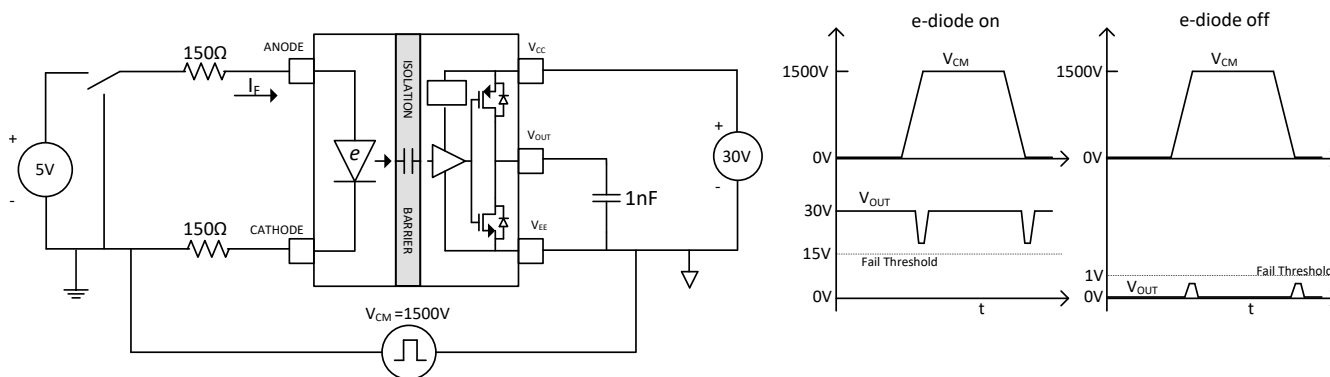 150Ω
ANODE
I_F
+
5V
-
150Ω
CATHODE
e
ISOLATION
BARRIER
V_CC
V_OUT
V_EE
1nF
+
30V
-
V_CM =1500V
e-diode on
1500V
V_CM
0V
V_OUT
30V
15V
Fail Threshold
0V
t
e-diode off
1500V
V_CM
0V
1V
Fail Threshold
V_OUT
0V
t